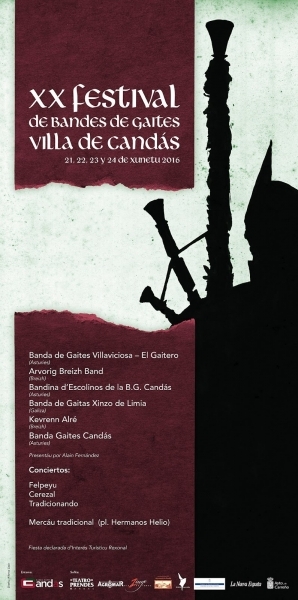 XX FESTIVAL
DE BANDES DE GAITES
VILLA DE CANDÁS
21, 22, 23 y 24 DE XUNETU 2016
Banda de Gaites Villaviciosa – El Gaitero
(Asturies)
Arvorig Breizh Band
(Breizh)
Bandina d'Escolinos de la B.G. Candás
(Asturies)
Banda de Gaitas Xinzo de Limia
(Galiza)
Kevrenn Alré
(Breizh)
Banda Gaites Candás
(Asturies)
Presentáu por Alain Fernández
Conciertos:
Felpeyu
Cerezal
Tradicionando
Mercáu tradicional (pl. Hermanos Helio)
Fiesta declarada d'Interés Turísticu Rexonal
TEATRO
PRENDES
La Nueva España